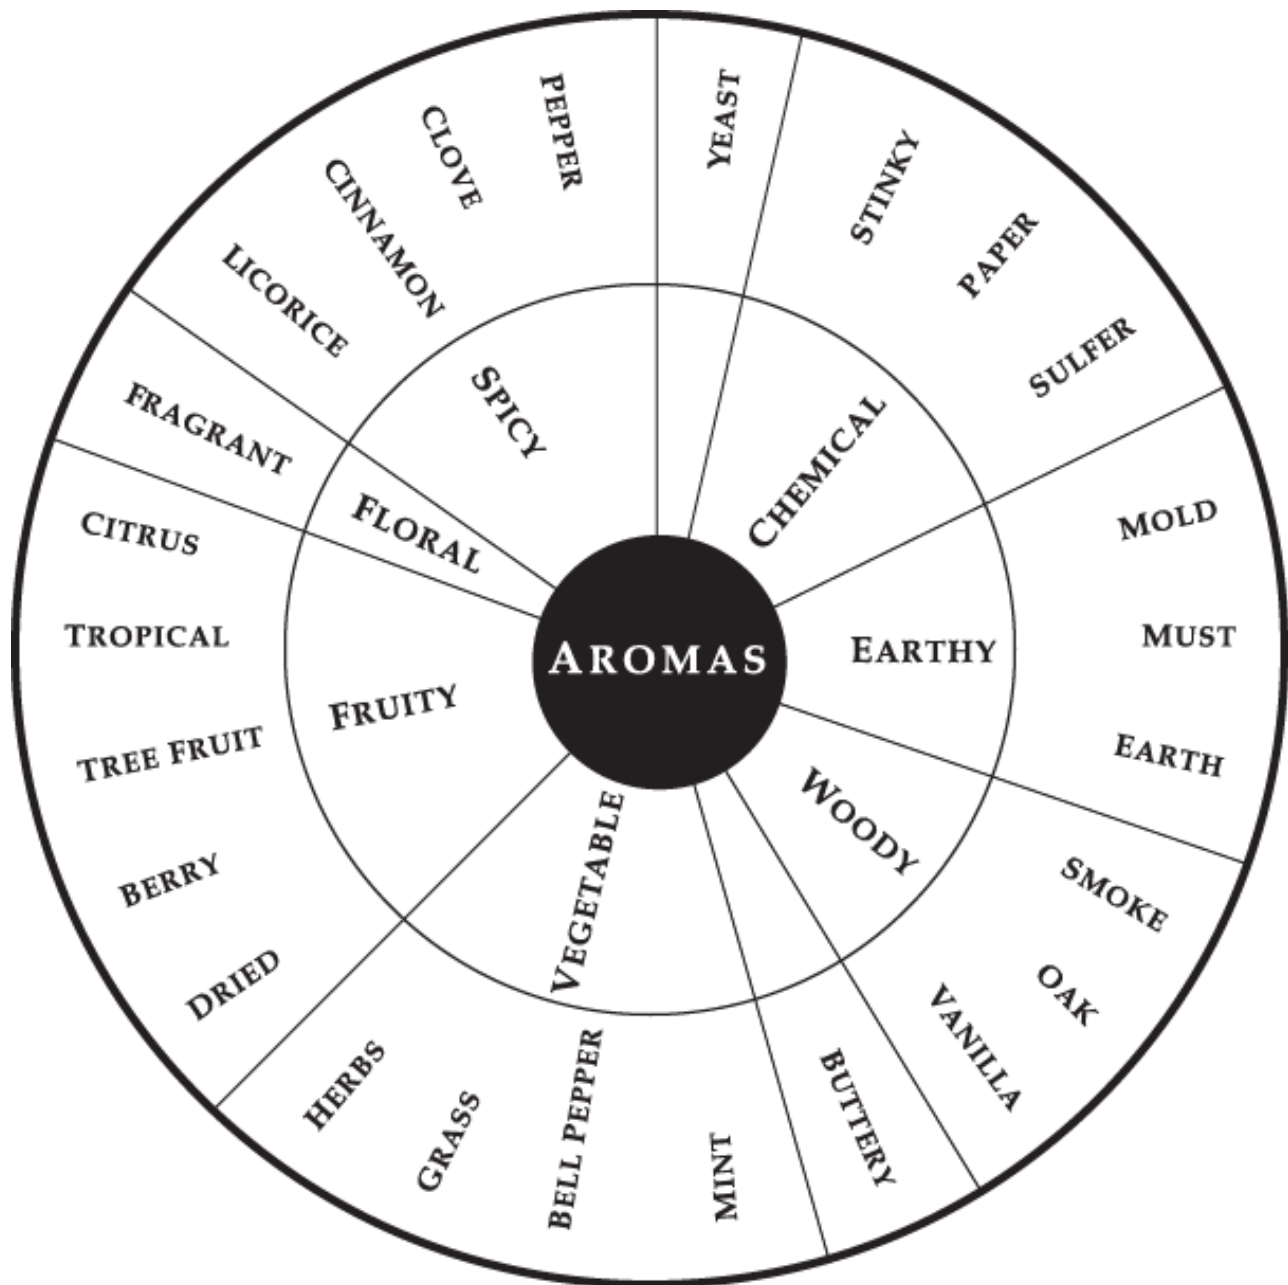 AROMAS
CHEMICAL
EARTHY
WOODY
VEGETABLE
FRUITY
FLORAL
SPICY
YEAST
STINKY
PAPER
SULFER
MOLD
MUST
EARTH
SMOKE
OAK
VANILLA
BUTTERY
MINT
BELL PEPPER
GRASS
HERBS
DRIED
BERRY
TREE FRUIT
TROPICAL
CITRUS
FRAGRANT
LICORICE
CINNAMON
CLOVE
PEPPER